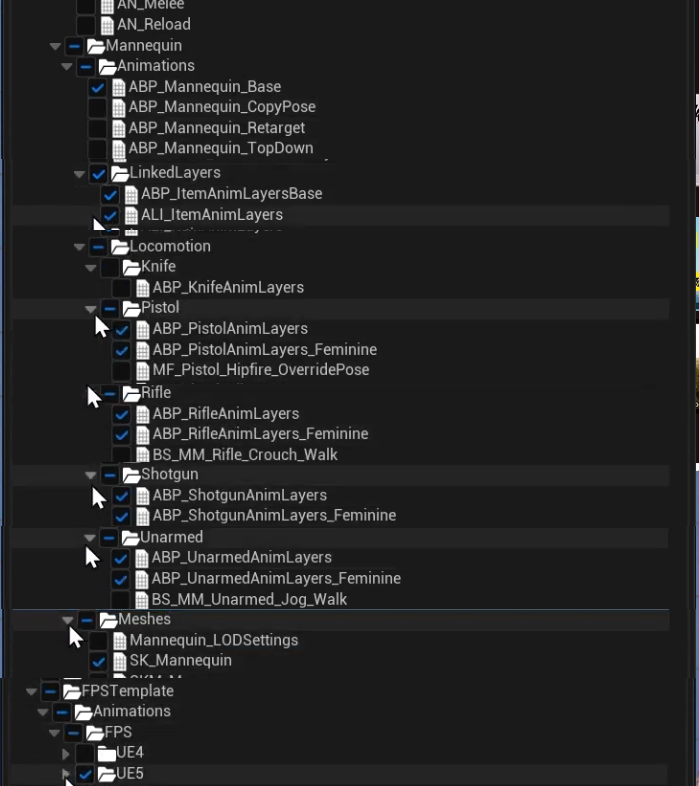 AN_Melee
AN_Reload
Mannequin
Animations
ABP_Mannequin_Base
ABP_Mannequin_CopyPose
ABP_Mannequin_Retarget
ABP_Mannequin_TopDown
LinkedLayers
ABP_ItemAnimLayersBase
ALI_ItemAnimLayers
Locomotion
Knife
ABP_KnifeAnimLayers
Pistol
ABP_PistolAnimLayers
ABP_PistolAnimLayers_Feminine
MF_Pistol_Hipfire_OverridePose
Rifle
ABP_RifleAnimLayers
ABP_RifleAnimLayers_Feminine
BS_MM_Rifle_Crouch_Walk
Shotgun
ABP_ShotgunAnimLayers
ABP_ShotgunAnimLayers_Feminine
Unarmed
ABP_UnarmedAnimLayers
ABP_UnarmedAnimLayers_Feminine
BS_MM_Unarmed_Jog_Walk
Meshes
Mannequin_LODSettings
SK_Mannequin
FPSTemplate
Animations
FPS
UE4
UE5